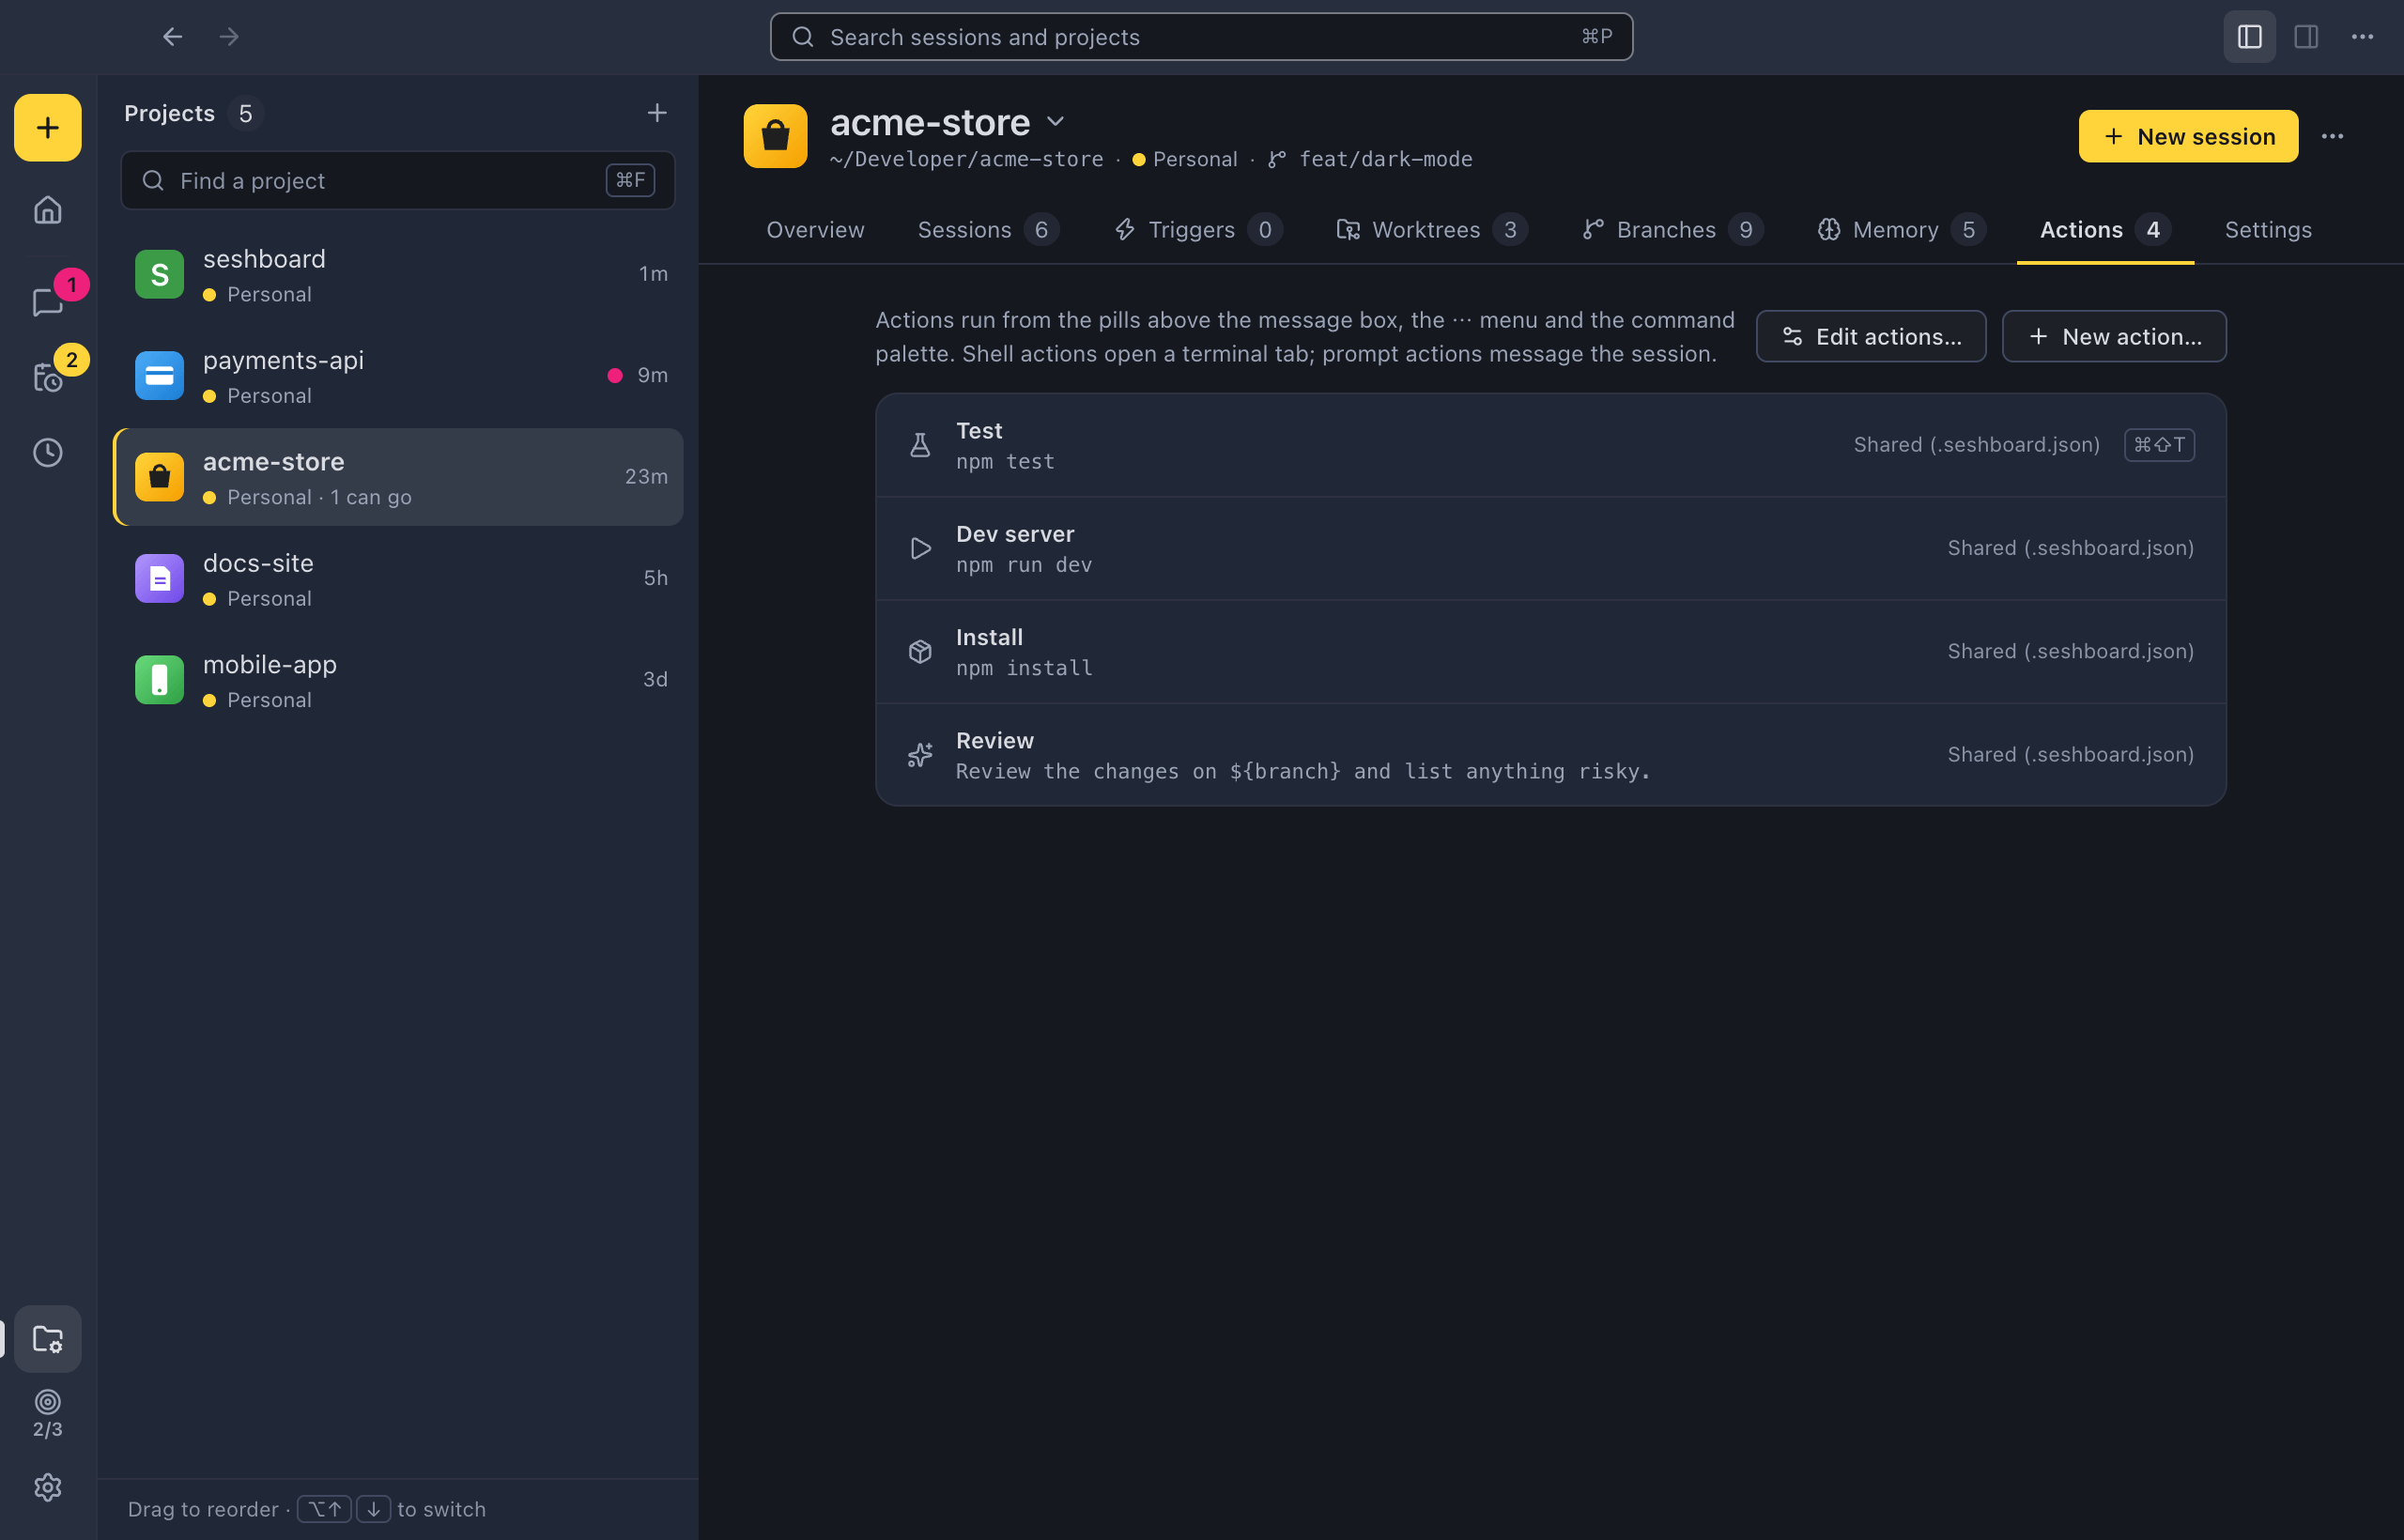 Search sessions and projects ⌘P
Projects 5
Find a project ⌘F
1
2
S
seshboard
Personal
1m
payments-api
Personal
9m
acme-store
Personal · 1 can go
23m
docs-site
Personal
5h
mobile-app
Personal
3d
2/3
Drag to reorder · ⌥↑ ↓ to switch
acme-store
~/Developer/acme-store · Personal · feat/dark-mode
New session
Overview Sessions 6 Triggers 0 Worktrees 3 Branches 9 Memory 5 Actions 4 Settings
Actions run from the pills above the message box, the ··· menu and the command
palette. Shell actions open a terminal tab; prompt actions message the session.
Edit actions...
New action...
Test
npm test
Shared (.seshboard.json) ⌘⇧T
Dev server
npm run dev
Shared (.seshboard.json)
Install
npm install
Shared (.seshboard.json)
Review
Review the changes on ${branch} and list anything risky.
Shared (.seshboard.json)